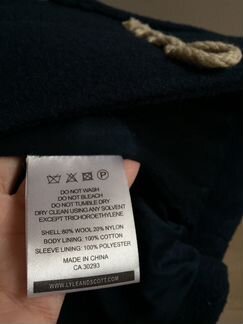 DO NOT WASH
DO NOT BLEACH
DO NOT TUMBLE DRY
DRY CLEAN USING ANY SOLVENT
EXCEPT TRICHOROETHYLENE
SHELL:80% WOOL 20% NYLON
BODY LINING: 100% COTTON
SLEEVE LINING: 100% POLYESTER
MADE IN CHINA
CA 30293
WWW.LYLEANDSCOTT.COM